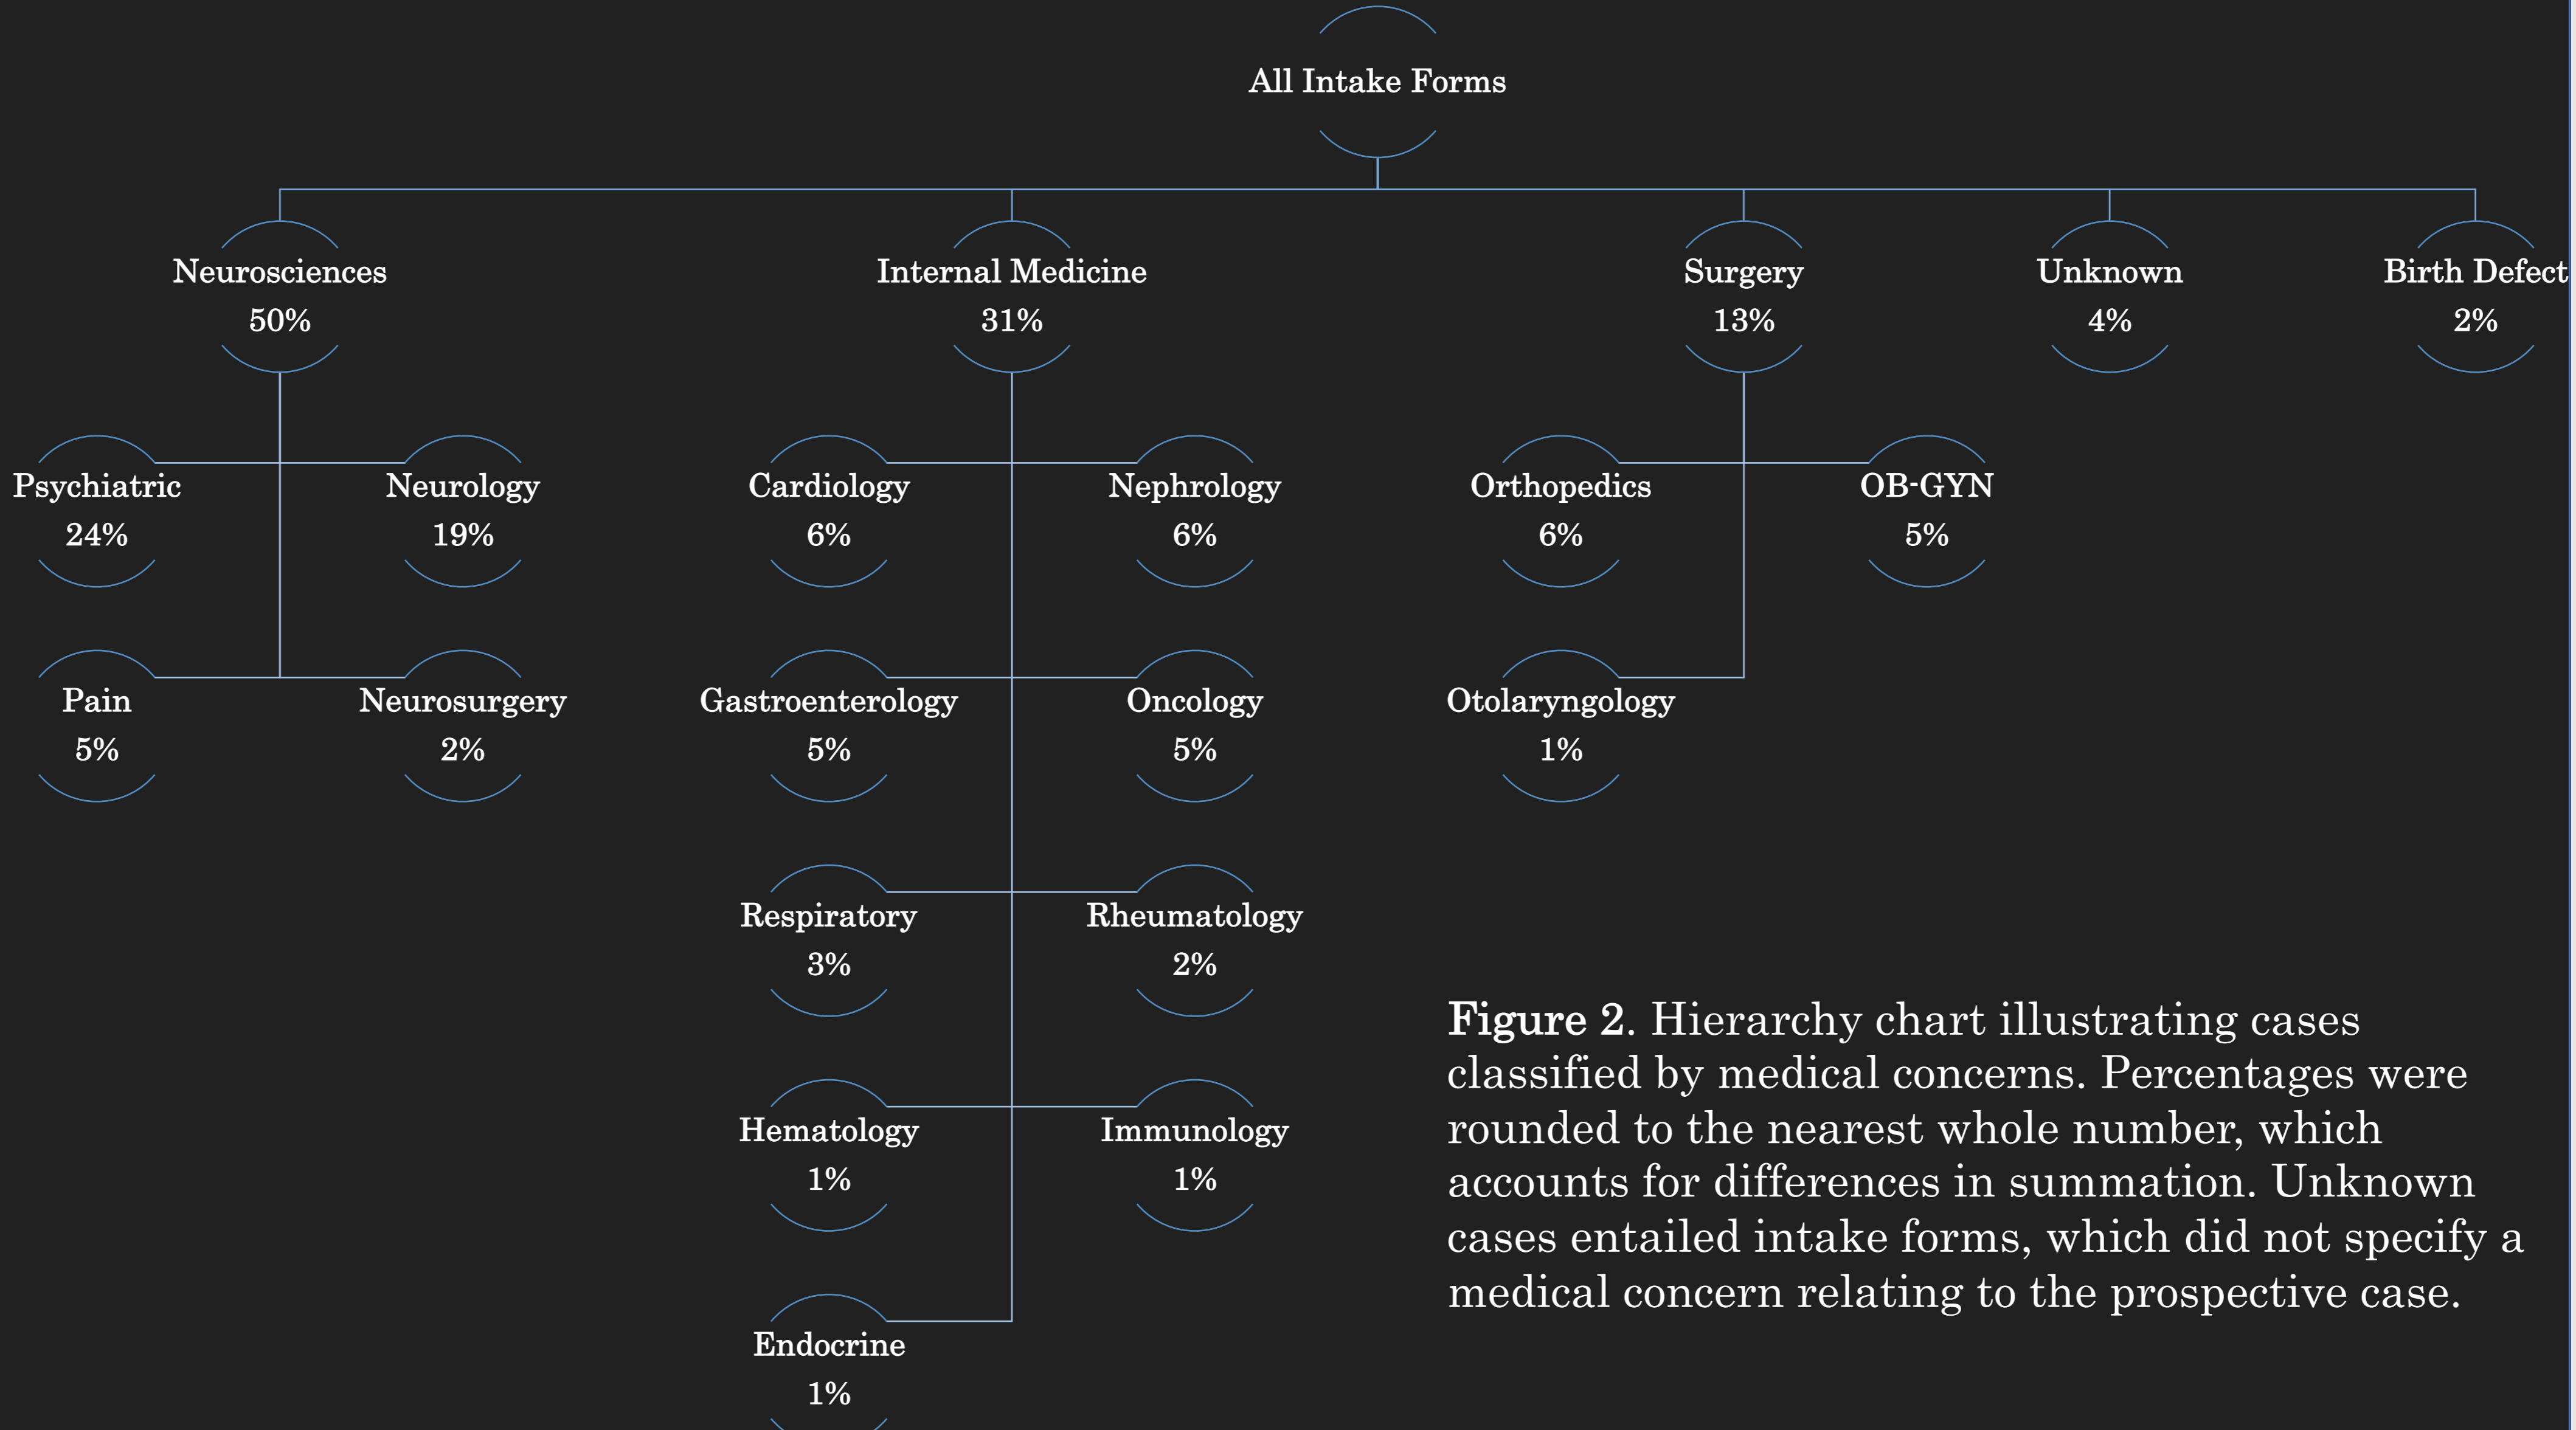 All Intake Forms
Neurosciences
50%
Internal Medicine
31%
Surgery
13%
Unknown
4%
Birth Defect
2%
Psychiatric
24%
Neurology
19%
Cardiology
6%
Nephrology
6%
Orthopedics
6%
OB-GYN
5%
Pain
5%
Neurosurgery
2%
Gastroenterology
5%
Oncology
5%
Otolaryngology
1%
Respiratory
3%
Rheumatology
2%
Hematology
1%
Immunology
1%
Endocrine
1%
Figure 2. Hierarchy chart illustrating cases
classified by medical concerns. Percentages were
rounded to the nearest whole number, which
accounts for differences in summation. Unknown
cases entailed intake forms, which did not specify a
medical concern relating to the prospective case.